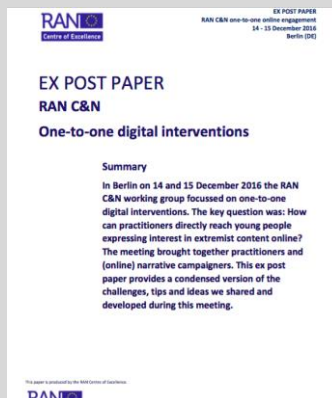 RAN
Centre of Excellence
EX POST PAPER
RAN C&N one-to-one online engagement
14 - 15 December 2016
Berlin (DE)
EX POST PAPER
RAN C&N
One-to-one digital interventions
Summary
In Berlin on 14 and 15 December 2016 the RAN
C&N working group focussed on one-to-one
digital interventions. The key question was: How
can practitioners directly reach young people
expressing interest in extremist content online?
The meeting brought together practitioners and
(online) narrative campaigners. This ex post
paper provides a condensed version of the
challenges, tips and ideas we shared and
developed during this meeting.
This paper is produced by the RAN Centre of Excellence.
RAN